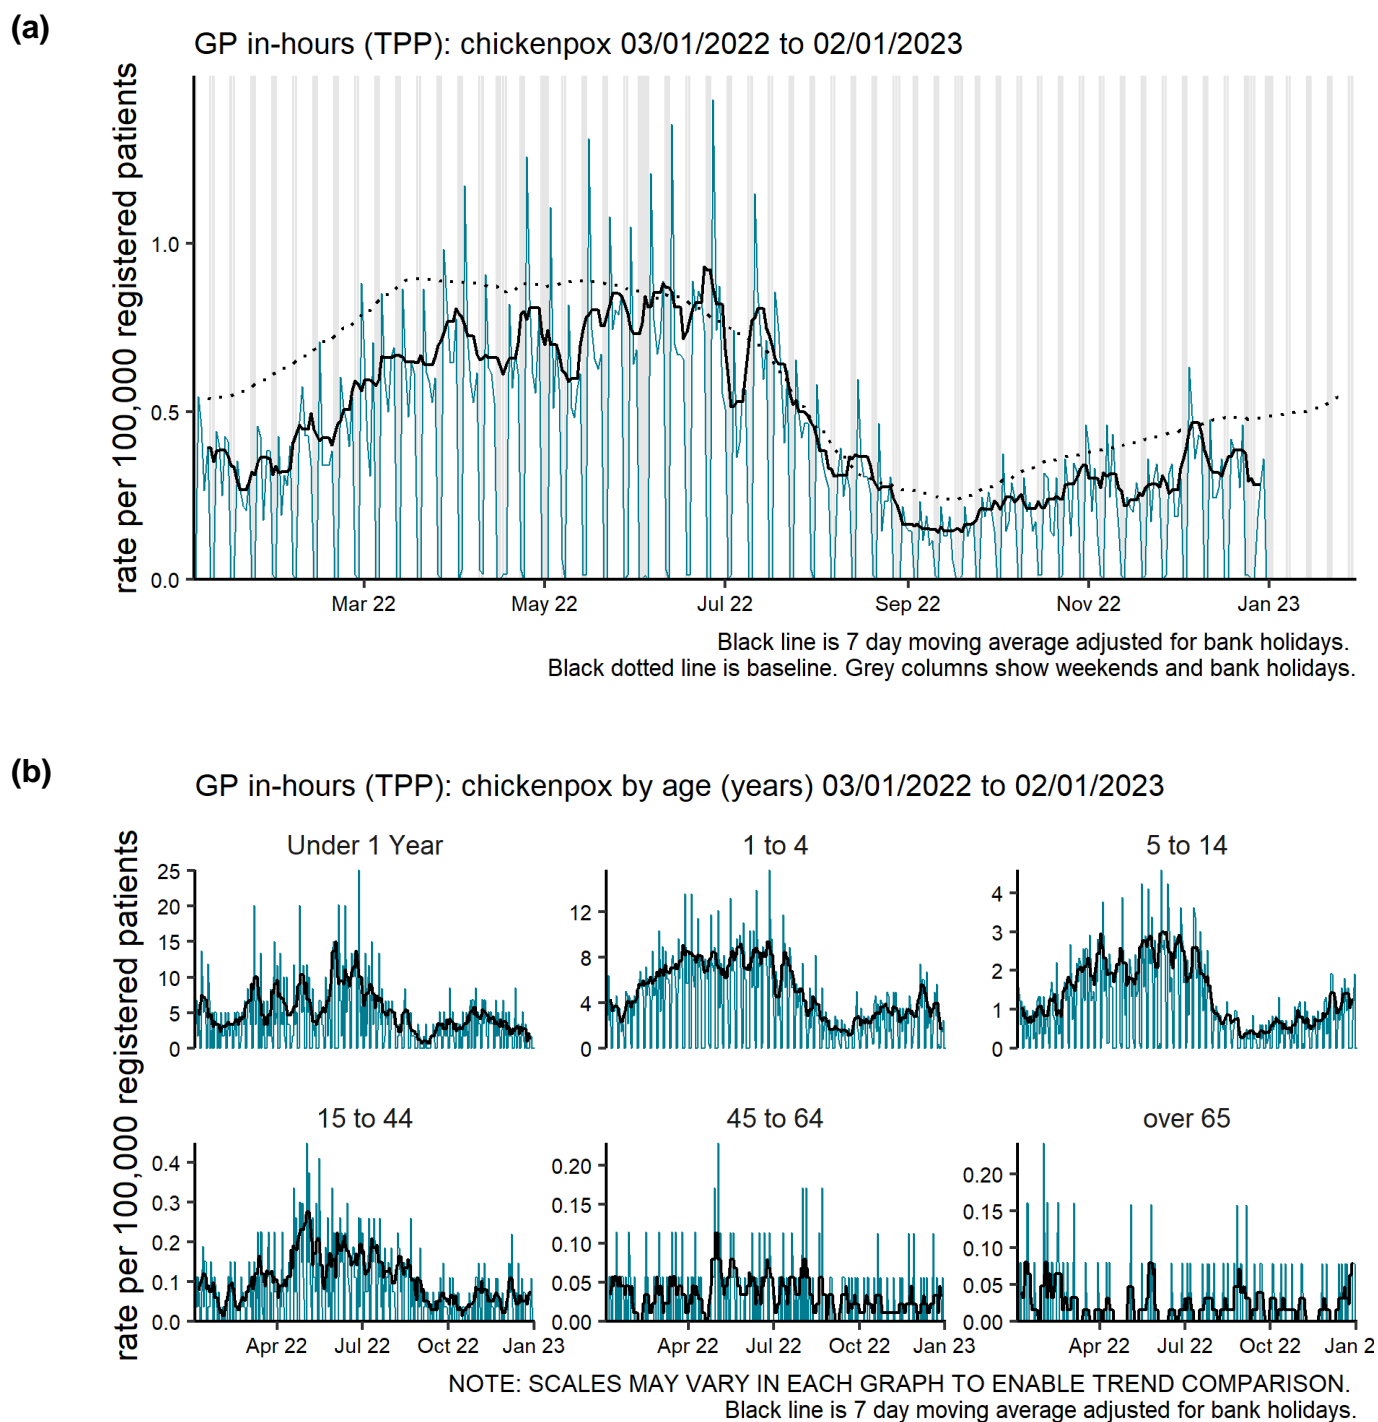 (a)
GP in-hours (TPP): chickenpox 03/01/2022 to 02/01/2023
rate per 100,000 registered patients
1.0
0.5
0.0
Mar 22 May 22 Jul 22 Sep 22 Nov 22 Jan 23
Black line is 7 day moving average adjusted for bank holidays.
Black dotted line is baseline. Grey columns show weekends and bank holidays.
(b)
GP in-hours (TPP): chickenpox by age (years) 03/01/2022 to 02/01/2023
rate per 100,000 registered patients
Under 1 Year
25
20
15
10
5
0
1 to 4
12
8
4
0
5 to 14
4
3
2
1
0
15 to 44
0.4
0.3
0.2
0.1
0.0
Apr 22 Jul 22 Oct 22 Jan 23
45 to 64
0.20
0.15
0.10
0.05
0.00
Apr 22 Jul 22 Oct 22 Jan 23
over 65
0.20
0.15
0.10
0.05
0.00
Apr 22 Jul 22 Oct 22 Jan 2
NOTE: SCALES MAY VARY IN EACH GRAPH TO ENABLE TREND COMPARISON.
Black line is 7 day moving average adjusted for bank holidays.